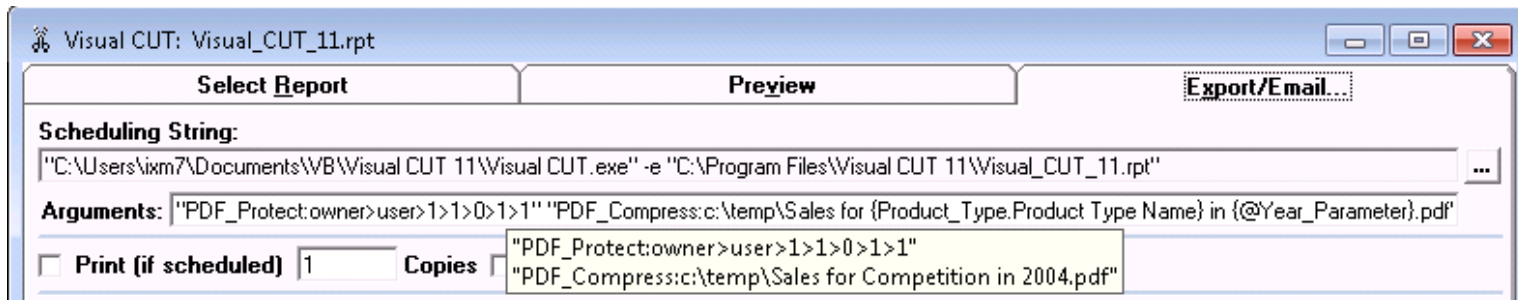 Visual CUT: Visual_CUT_11.rpt
Select Report Preview Export/Email...
Scheduling String:
"C:\Users\ixm7\Documents\VB\Visual CUT 11\Visual CUT.exe" -e "C:\Program Files\Visual CUT 11\Visual_CUT_11.rpt"
...
Arguments: "PDF_Protect:owner>user>1>1>0>1>1" "PDF_Compress:c:\temp\Sales for {Product_Type.Product Type Name} in {@Year_Parameter}.pdf"
Print (if scheduled) 1 Copies
"PDF_Protect:owner>user>1>1>0>1>1"
"PDF_Compress:c:\temp\Sales for Competition in 2004.pdf"